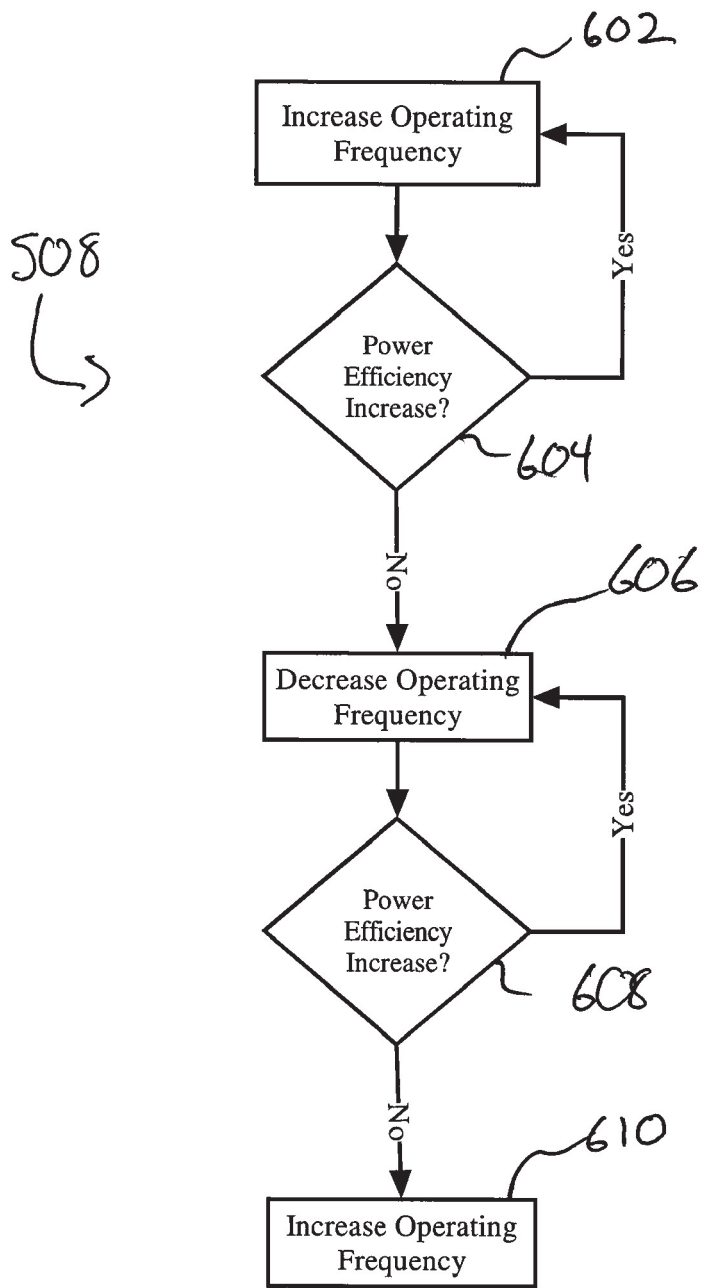 602
Increase Operating
Frequency
508
Yes
Power
Efficiency
Increase?
604
No
606
Decrease Operating
Frequency
Yes
Power
Efficiency
Increase?
608
No
610
Increase Operating
Frequency